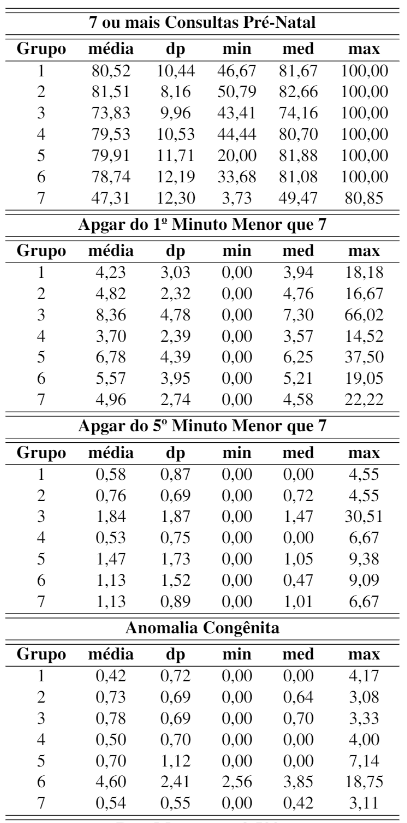 7 ou mais Consultas Pré-Natal
Grupo média dp min med max
1 80,52 10,44 46,67 81,67 100,00
2 81,51 8,16 50,79 82,66 100,00
3 73,83 9,96 43,41 74,16 100,00
4 79,53 10,53 44,44 80,70 100,00
5 79,91 11,71 20,00 81,88 100,00
6 78,74 12,19 33,68 81,08 100,00
7 47,31 12,30 3,73 49,47 80,85
Apgar do 1º Minuto Menor que 7
Grupo média dp min med max
1 4,23 3,03 0,00 3,94 18,18
2 4,82 2,32 0,00 4,76 16,67
3 8,36 4,78 0,00 7,30 66,02
4 3,70 2,39 0,00 3,57 14,52
5 6,78 4,39 0,00 6,25 37,50
6 5,57 3,95 0,00 5,21 19,05
7 4,96 2,74 0,00 4,58 22,22
Apgar do 5º Minuto Menor que 7
Grupo média dp min med max
1 0,58 0,87 0,00 0,00 4,55
2 0,76 0,69 0,00 0,72 4,55
3 1,84 1,87 0,00 1,47 30,51
4 0,53 0,75 0,00 0,00 6,67
5 1,47 1,73 0,00 1,05 9,38
6 1,13 1,52 0,00 0,47 9,09
7 1,13 0,89 0,00 1,01 6,67
Anomalia Congênita
Grupo média dp min med max
1 0,42 0,72 0,00 0,00 4,17
2 0,73 0,69 0,00 0,64 3,08
3 0,78 0,69 0,00 0,70 3,33
4 0,50 0,70 0,00 0,00 4,00
5 0,70 1,12 0,00 0,00 7,14
6 4,60 2,41 2,56 3,85 18,75
7 0,54 0,55 0,00 0,42 3,11